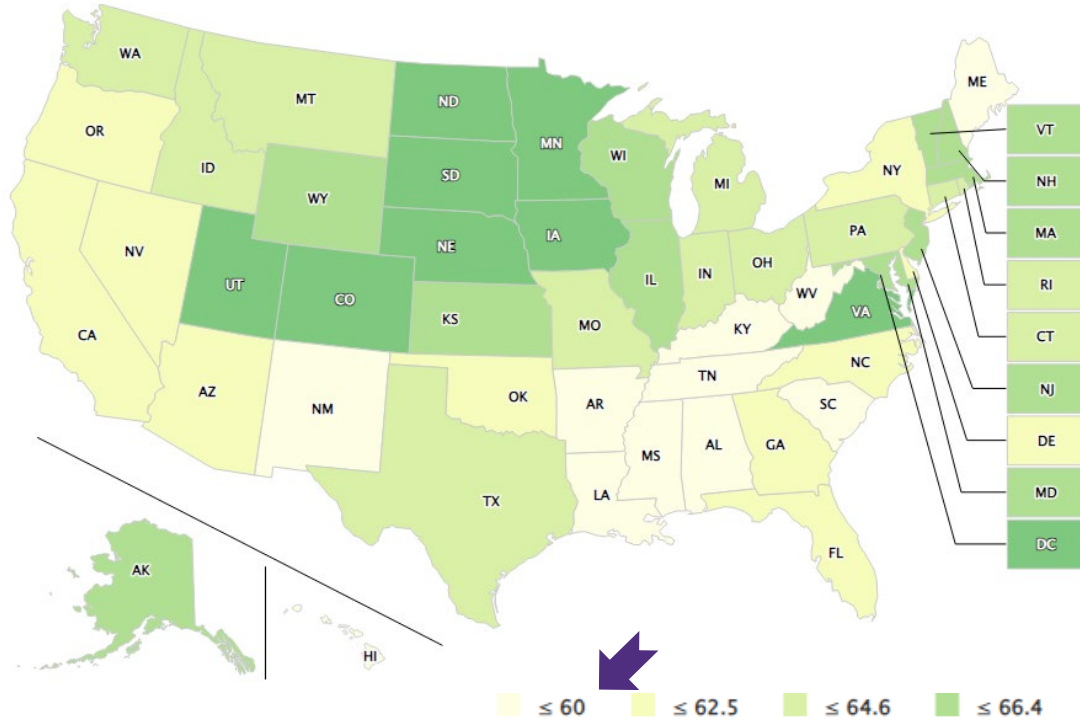 WA
MT
ND
MN
ME
OR
ID
WY
SD
WI
MI
NY
VT
NH
NV
UT
CO
NE
IA
IL
IN
OH
PA
MA
CA
KS
MO
KY
WV
VA
RI
AZ
NM
OK
AR
TN
NC
SC
CT
NJ
TX
LA
MS
AL
GA
FL
DE
MD
DC
AK
HI
≤ 60 ≤ 62.5 ≤ 64.6 ≤ 66.4